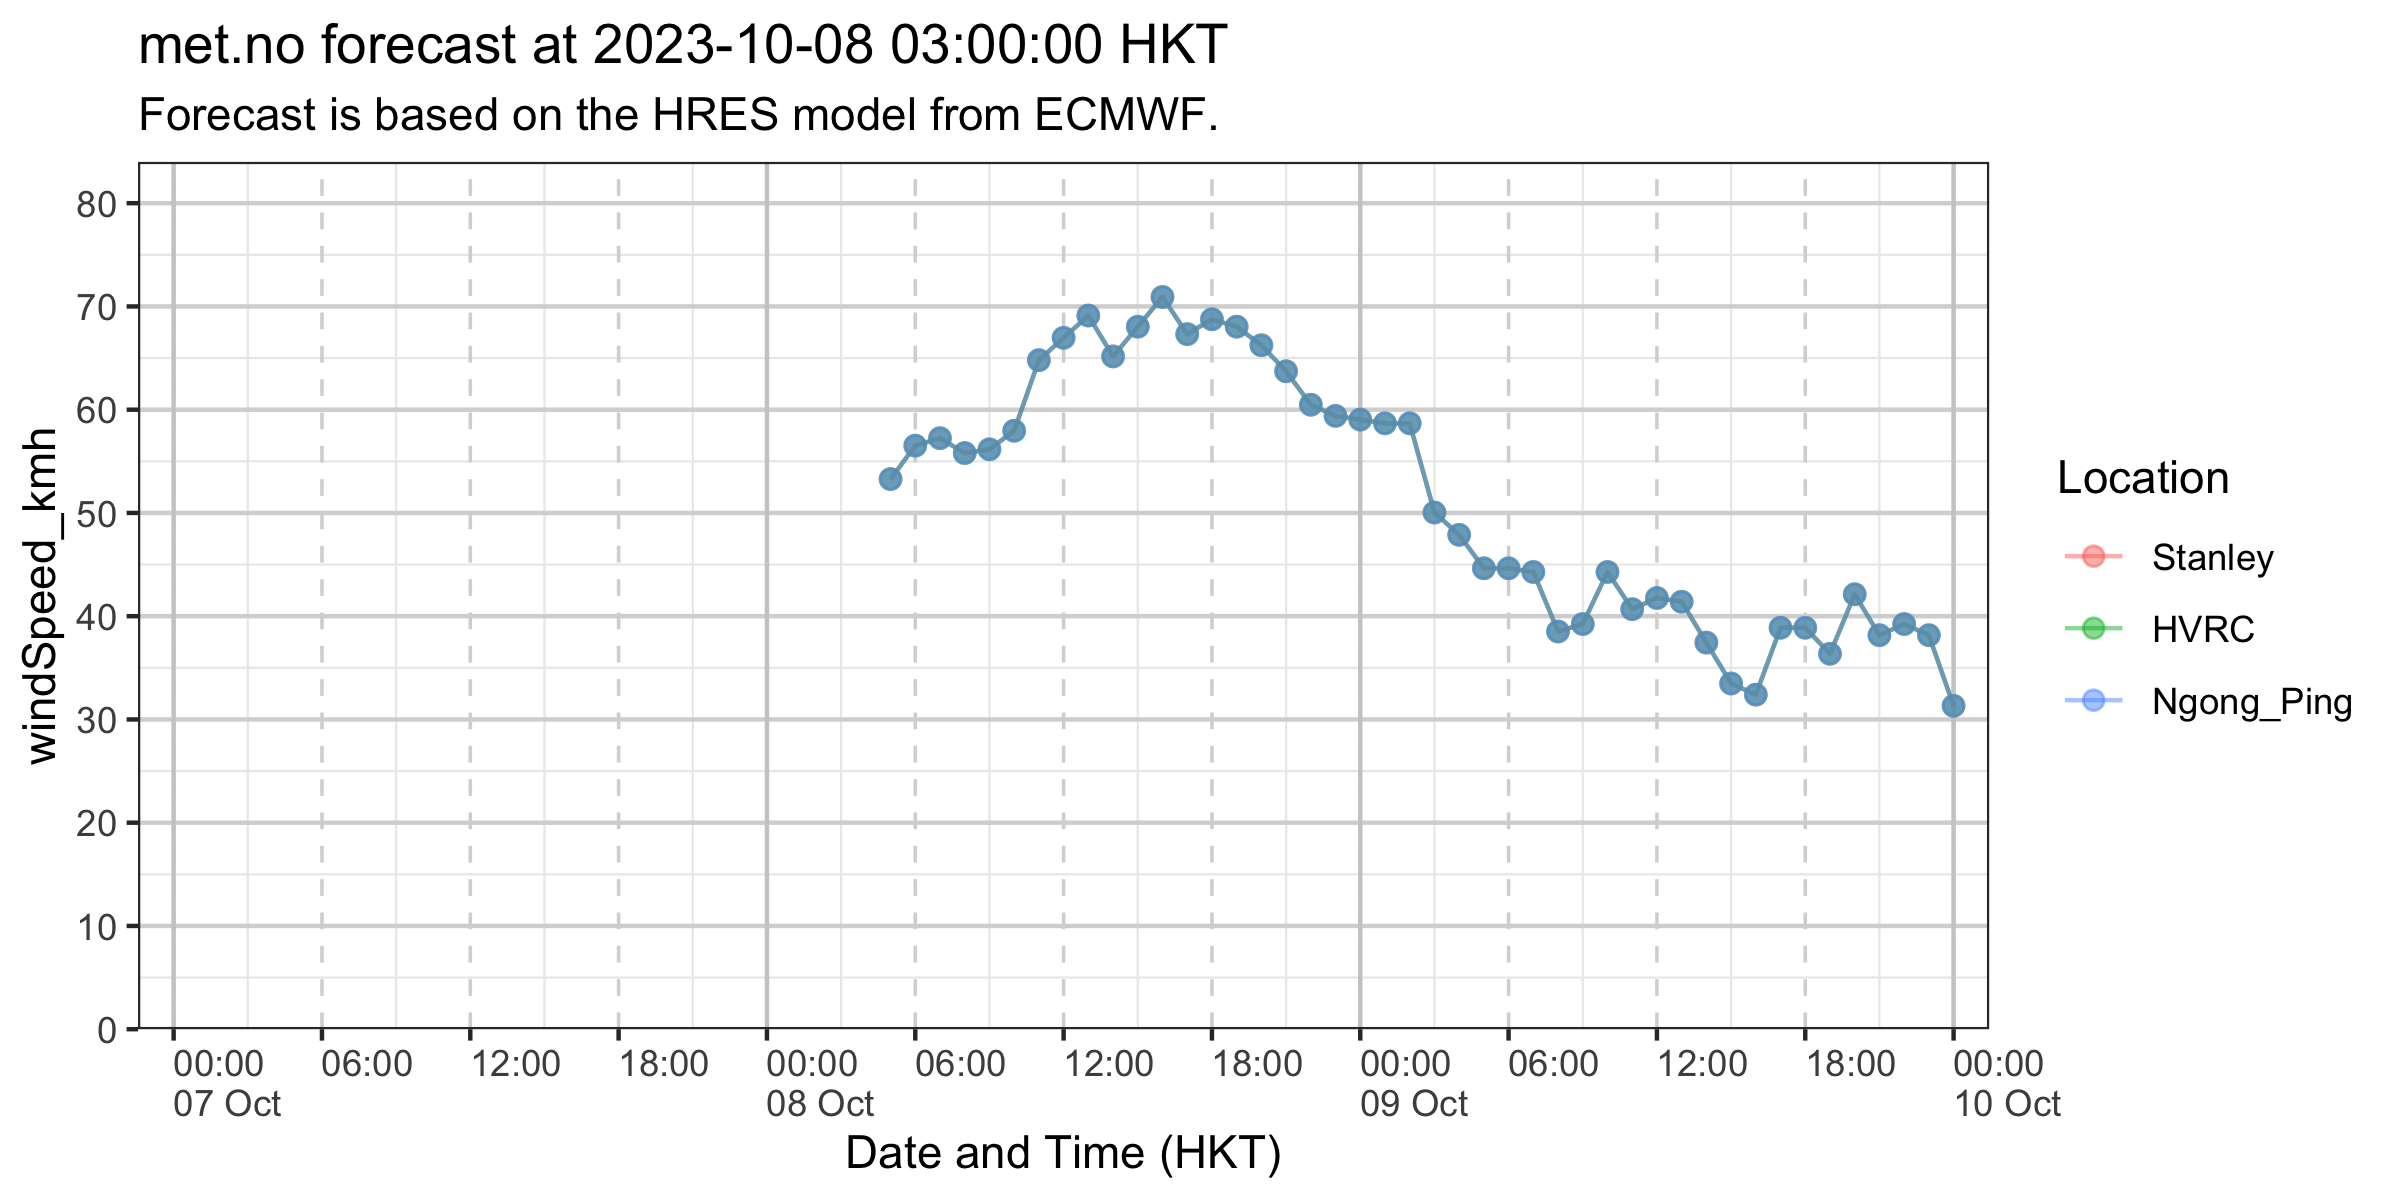 met.no forecast at 2023-10-08 03:00:00 HKT
Forecast is based on the HRES model from ECMWF.
windSpeed_kmh
80
70
60
50
40
30
20
10
0
00:00 06:00 12:00 18:00 00:00 06:00 12:00 18:00 00:00 06:00 12:00 18:00 00:00
07 Oct 08 Oct 09 Oct 10 Oct
Date and Time (HKT)
Location
Stanley
HVRC
Ngong_Ping